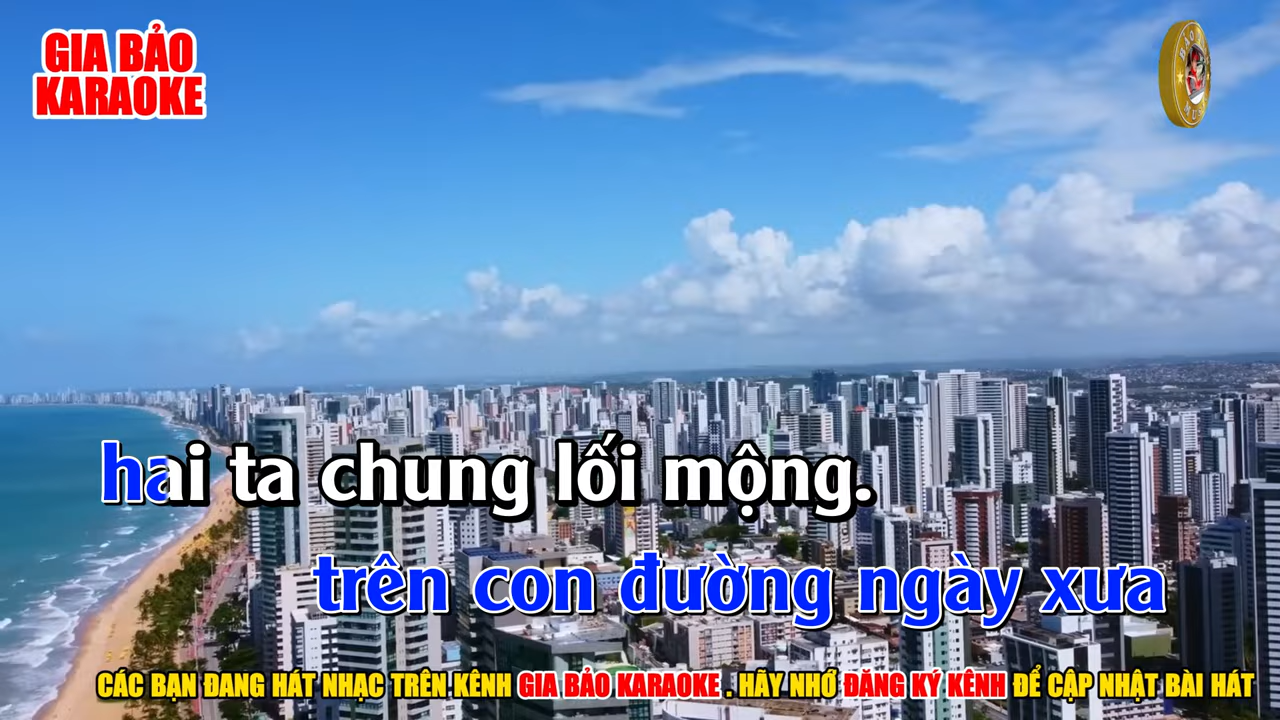 GIA BẢO
KARAOKE
hai ta chung lối mộng.
trên con đường ngày xưa
CÁC BẠN ĐANG HÁT NHẠC TRÊN KÊNH GIA BẢO KARAOKE . HÃY NHỚ ĐĂNG KÝ KÊNH ĐỂ CẬP NHẬT BÀI HÁT